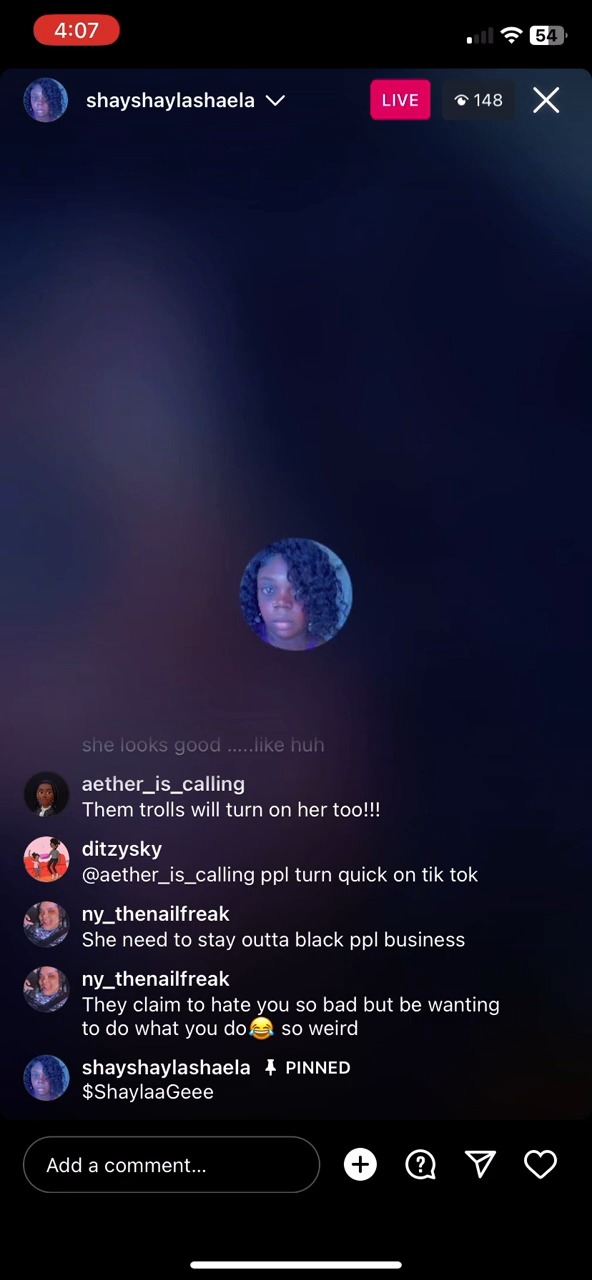 4:07
54
shayshaylashaela
LIVE
148
she looks good .....like huh
aether_is_calling
Them trolls will turn on her too!!!
ditzysky
@aether_is_calling ppl turn quick on tik tok
ny_thenailfreak
She need to stay outta black ppl business
ny_thenailfreak
They claim to hate you so bad but be wanting
to do what you do😂 so weird
shayshaylashaela PINNED
$ShaylaaGeee
Add a comment...